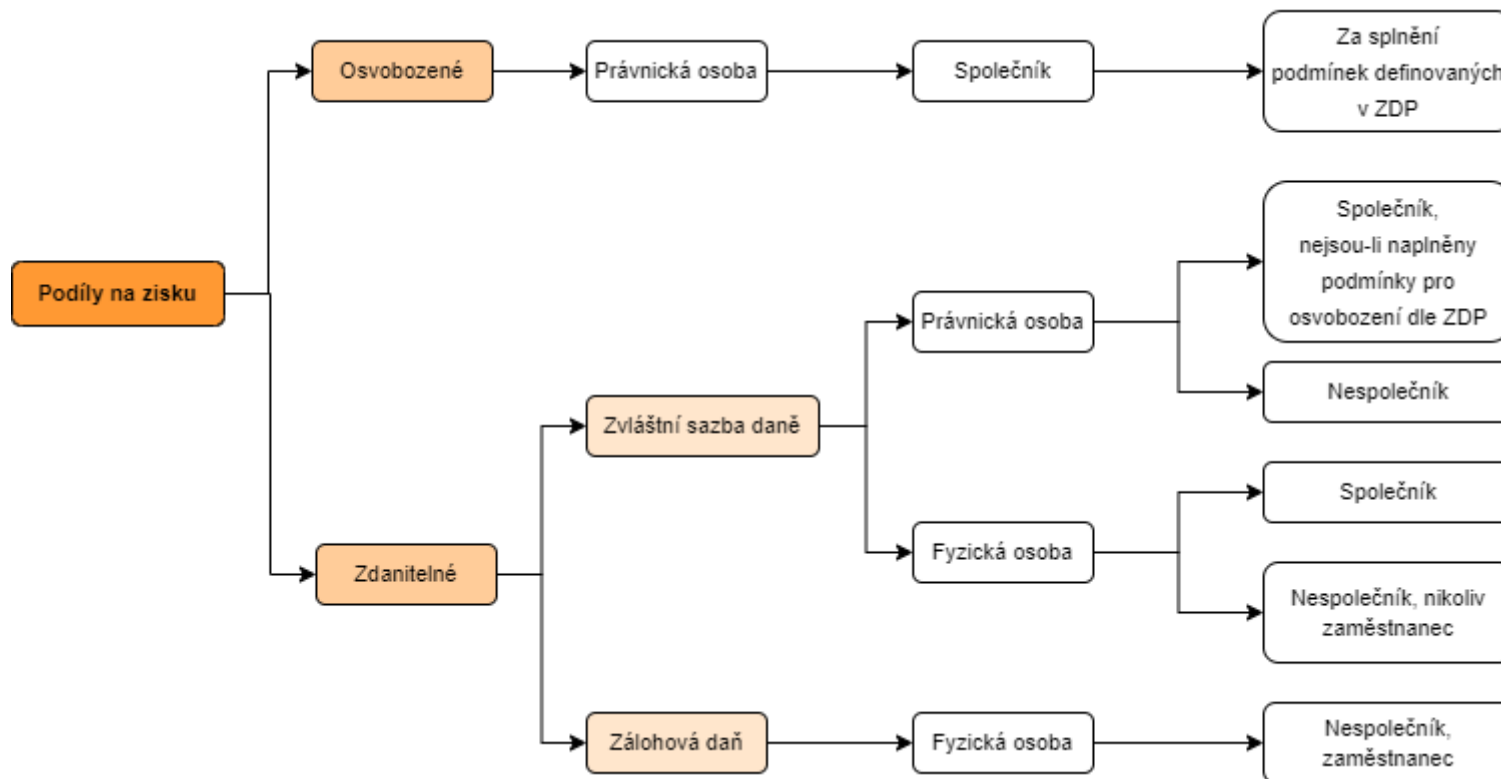 Osvobozené
Právnická osoba
Společník
Za splnění
podmínek definovaných
v ZDP
Podíly na zisku
Společník,
nejsou-li naplněny
podmínky pro
osvobození dle ZDP
Právnická osoba
Nespolečník
Zvláštní sazba daně
Společník
Fyzická osoba
Zdanitelné
Nespolečník, nikoliv
zaměstnanec
Zálohová daň
Fyzická osoba
Nespolečník,
zaměstnanec